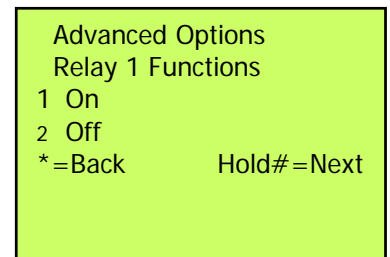 Advanced Options
Relay 1 Functions
1 On
2 Off
*=Back Hold#=Next